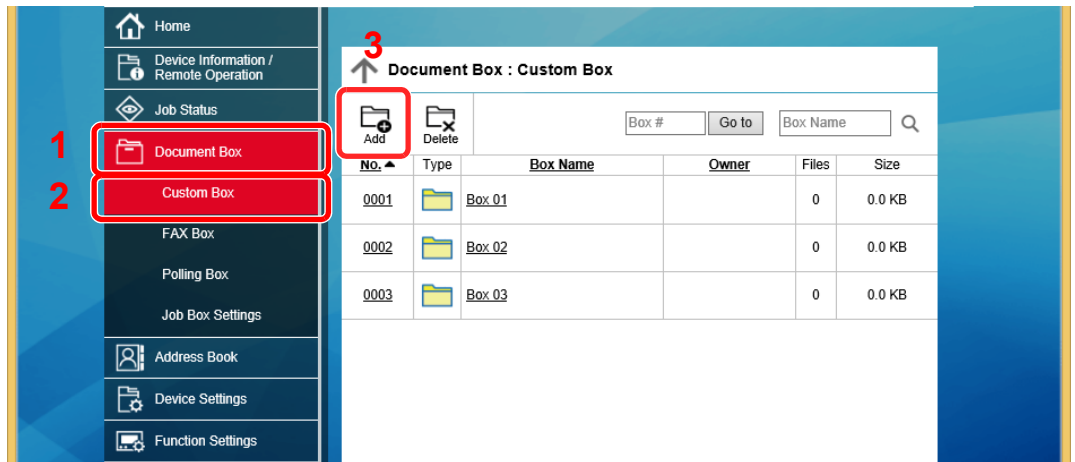 Home
Device Information /
Remote Operation
Job Status
1
Document Box
2
Custom Box
FAX Box
Polling Box
Job Box Settings
Address Book
Device Settings
Function Settings
3
Document Box : Custom Box
Add Delete Box # Go to Box Name
No. Type Box Name Owner Files Size
0001 Box 01 0 0.0 KB
0002 Box 02 0 0.0 KB
0003 Box 03 0 0.0 KB